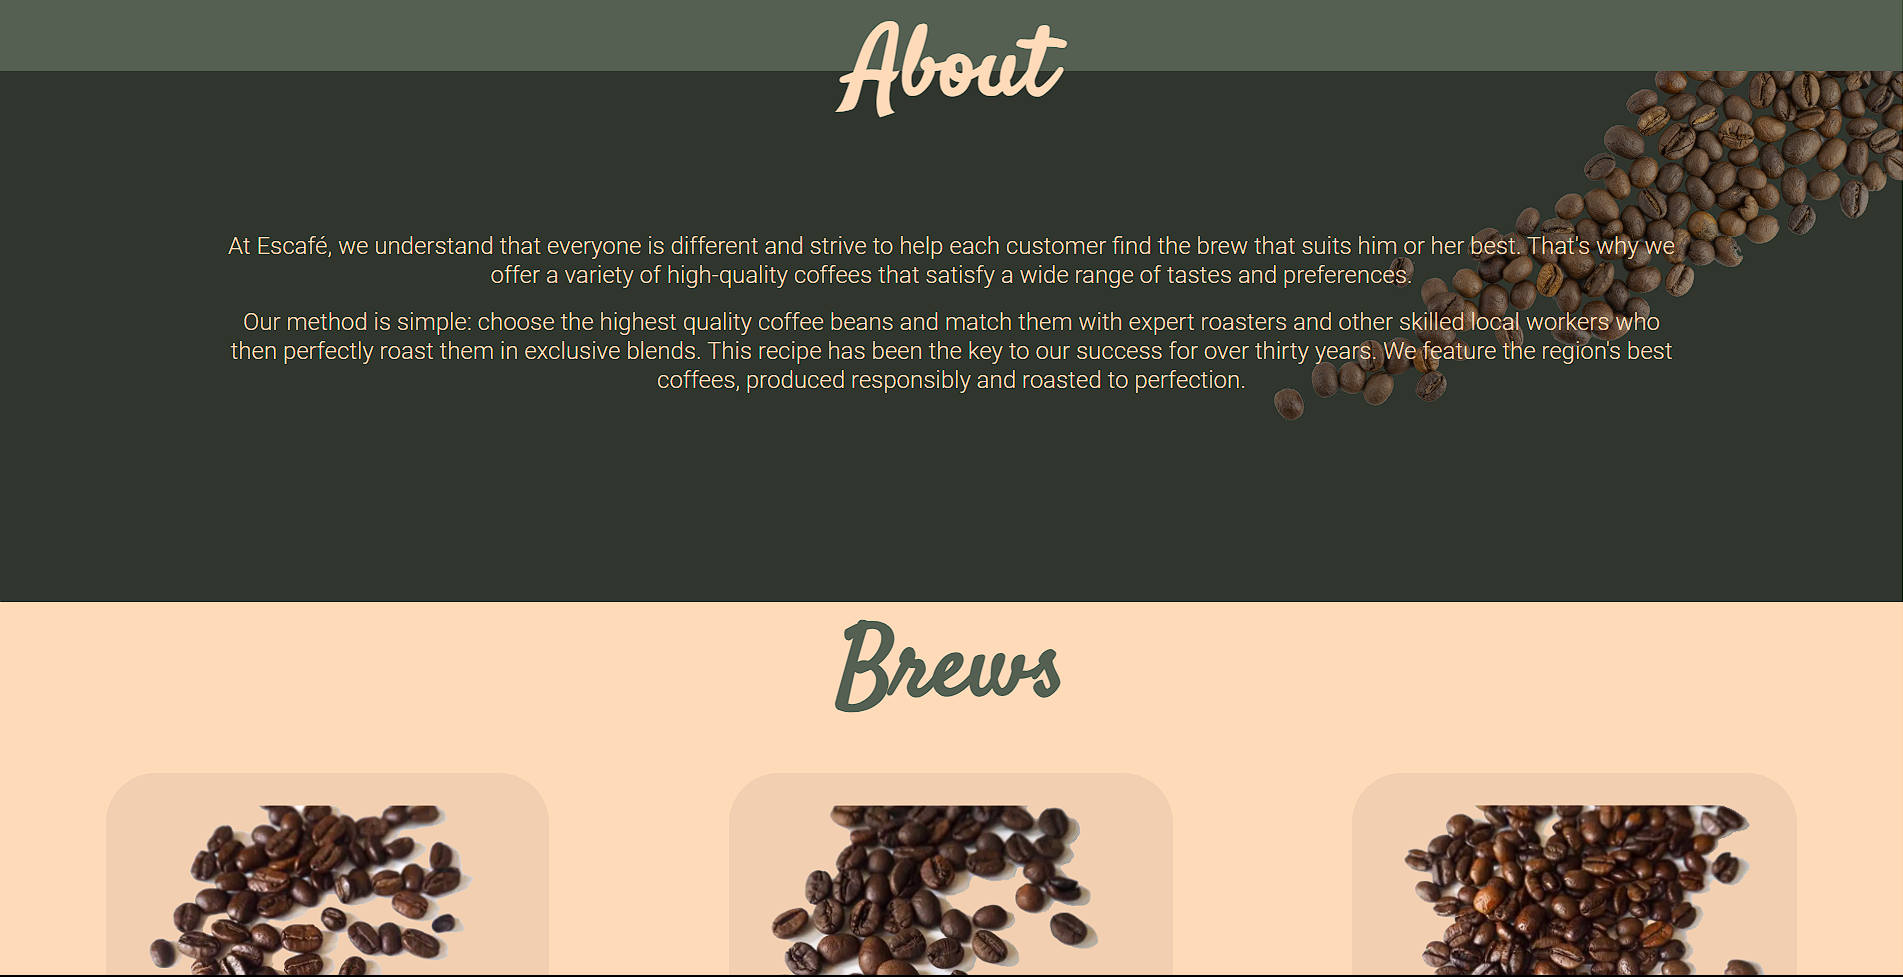 About
At Escafé, we understand that everyone is different and strive to help each customer find the brew that suits him or her best. That's why we
offer a variety of high-quality coffees that satisfy a wide range of tastes and preferences.
Our method is simple: choose the highest quality coffee beans and match them with expert roasters and other skilled local workers who
then perfectly roast them in exclusive blends. This recipe has been the key to our success for over thirty years. We feature the region's best
coffees, produced responsibly and roasted to perfection.
Brews